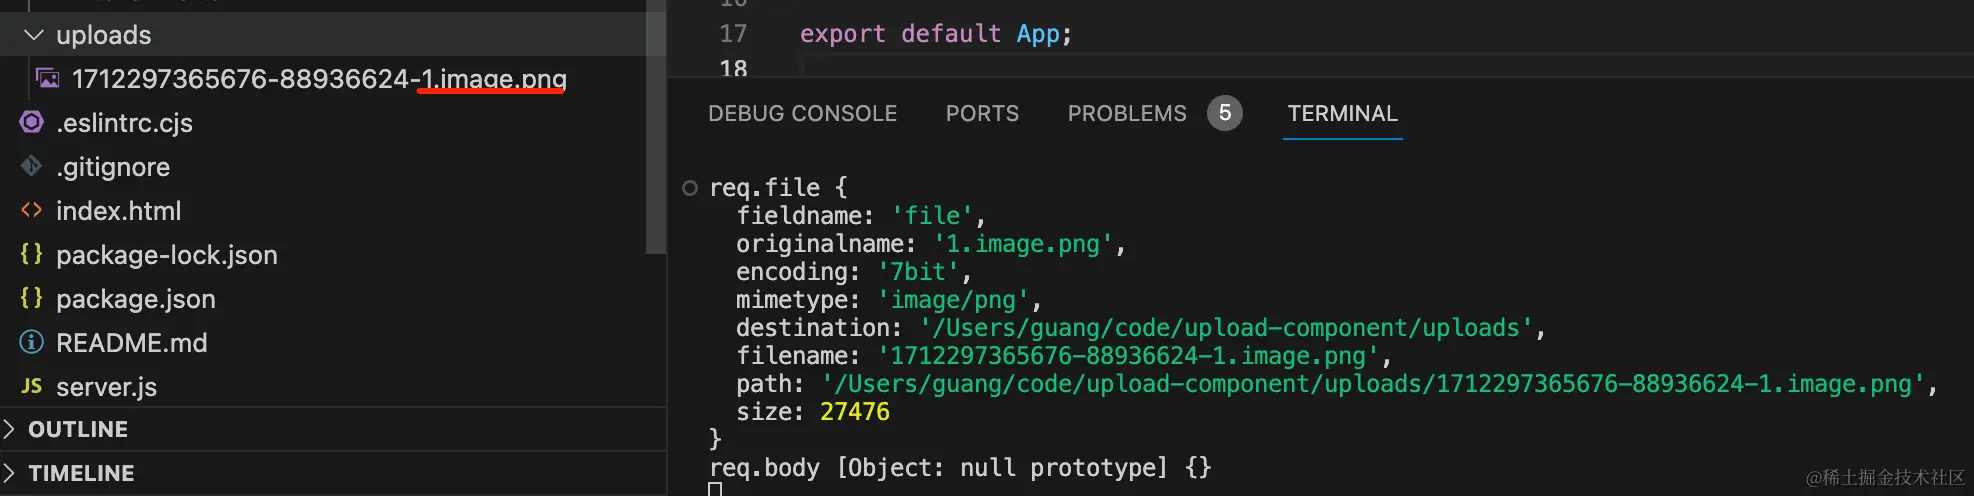 uploads
1712297365676-88936624-1.image.png
.eslintrc.cjs
.gitignore
index.html
package-lock.json
package.json
README.md
JS server.js
OUTLINE
TIMELINE
16
17 export default App;
18
DEBUG CONSOLE PORTS PROBLEMS 5 TERMINAL
req.file {
fieldname: 'file',
originalname: '1.image.png',
encoding: '7bit',
mimetype: 'image/png',
destination: '/Users/guang/code/upload-component/uploads',
filename: '1712297365676-88936624-1.image.png',
path: '/Users/guang/code/upload-component/uploads/1712297365676-88936624-1.image.png',
size: 27476
}
req.body [Object: null prototype] {}
@稀土掘金技术社区